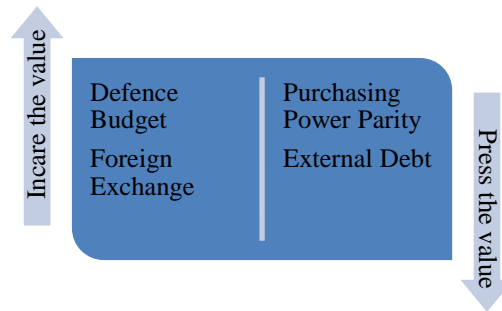 Incare the value
Defence
Budget
Foreign
Exchange
Purchasing
Power Parity
External Debt
Press the value